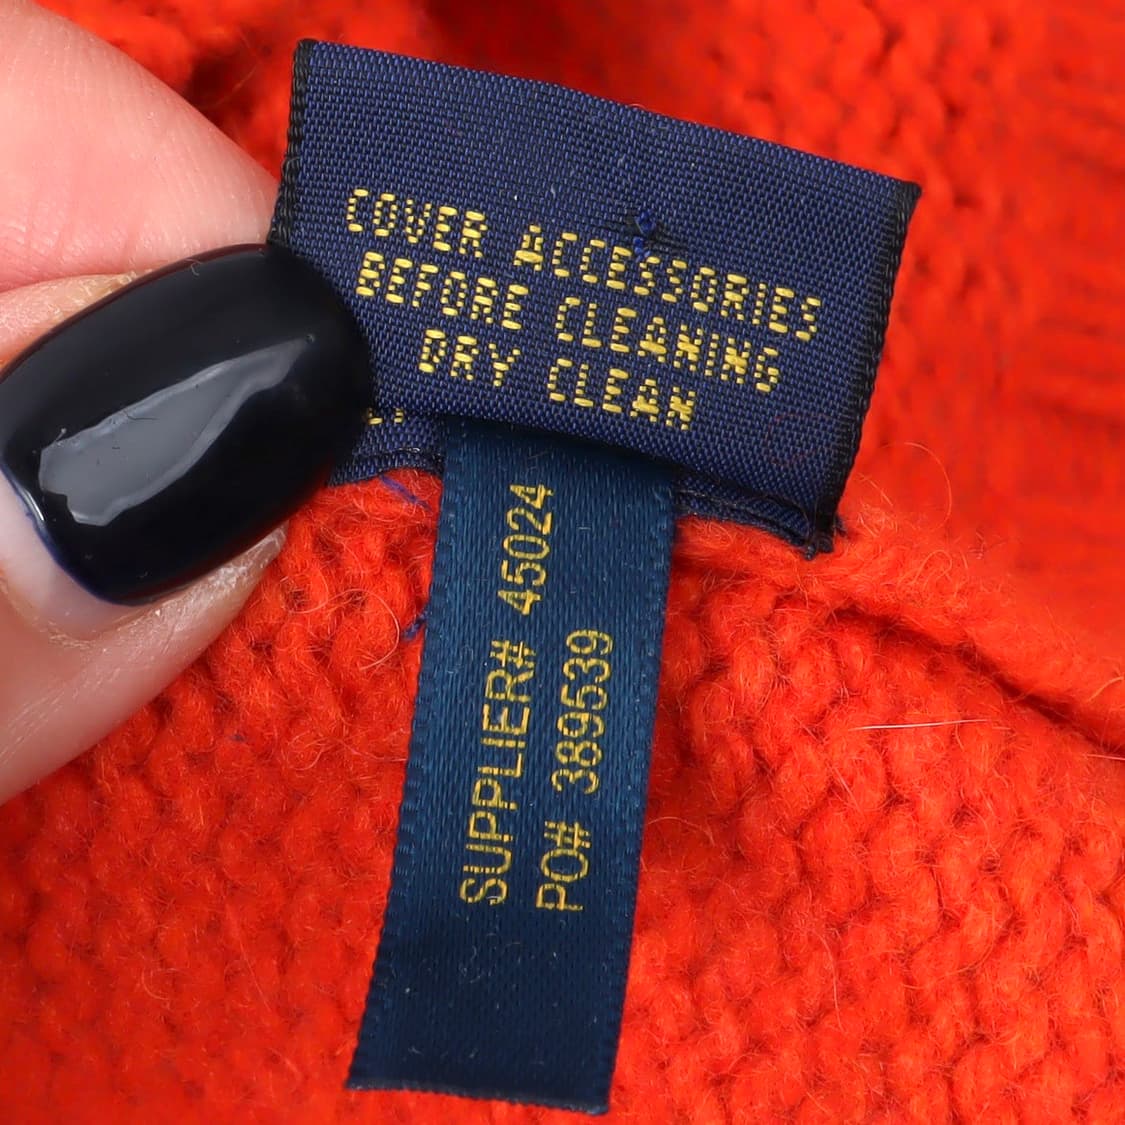 COVER ACCESSORIES
BEFORE CLEANING
DRY CLEAN
SUPPLIER# 45024
PO# 389539